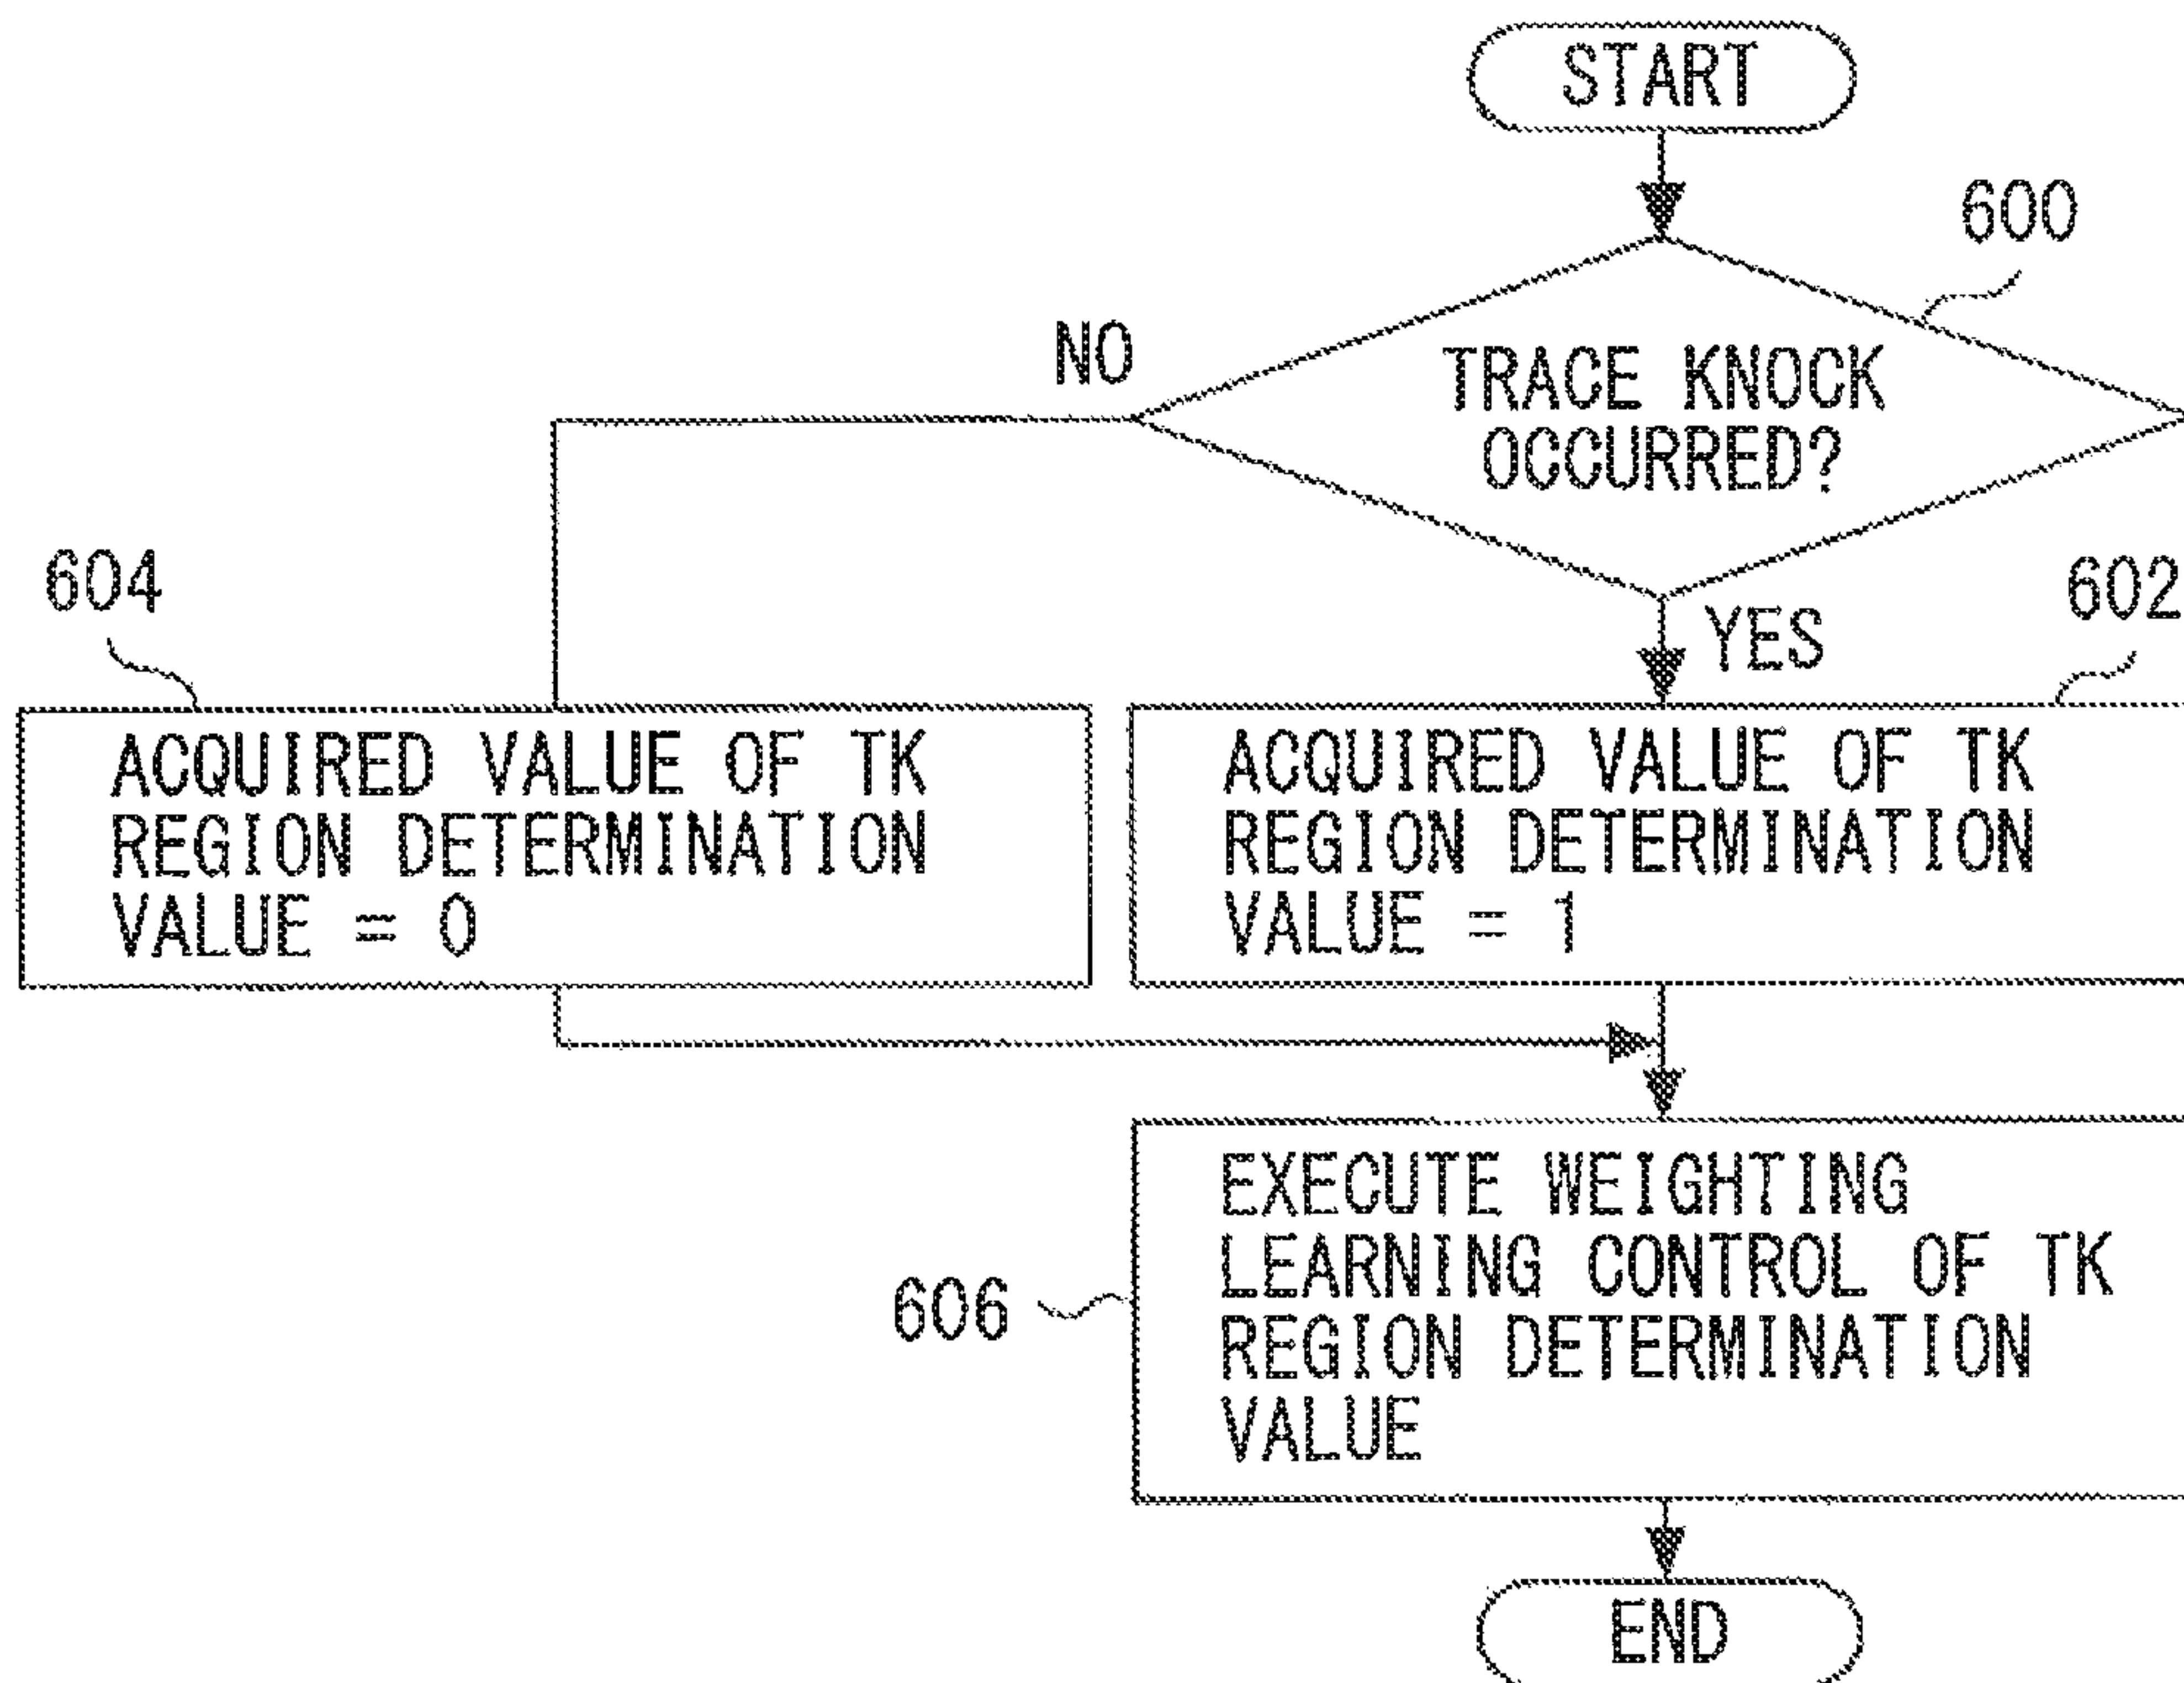 START
600
TRACE KNOCK
OCCURRED?
NO
YES
604
ACQUIRED VALUE OF TK
REGION DETERMINATION
VALUE = 0
602
ACQUIRED VALUE OF TK
REGION DETERMINATION
VALUE = 1
606
EXECUTE WEIGHTING
LEARNING CONTROL OF TK
REGION DETERMINATION
VALUE
END